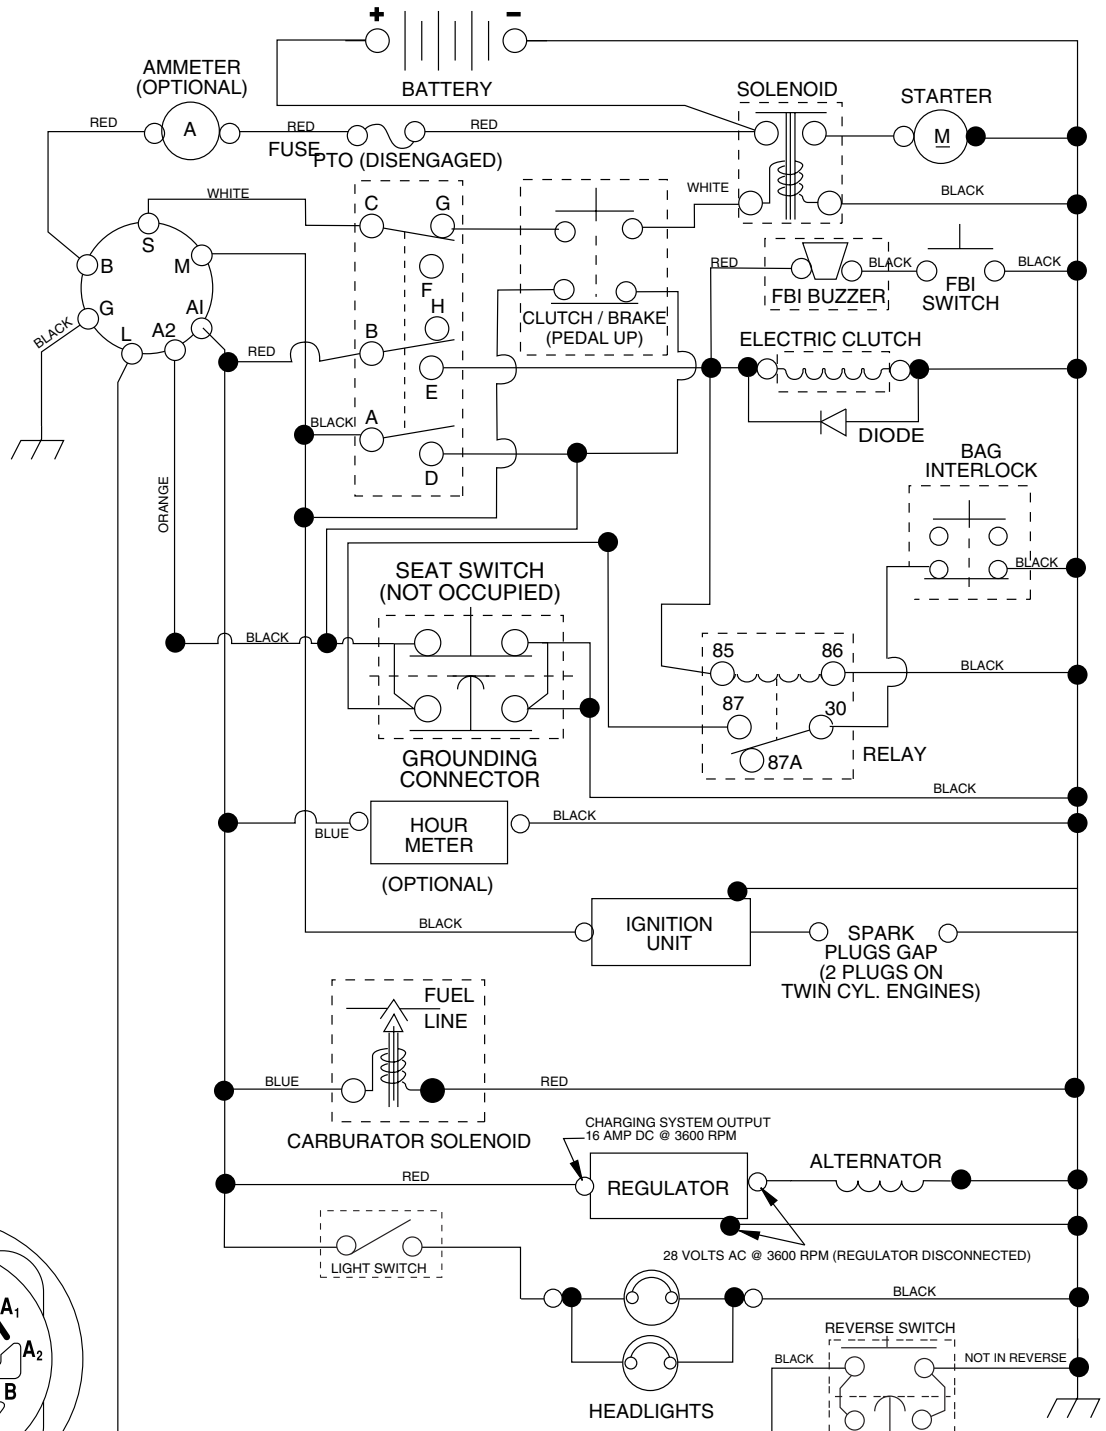 + -
BATTERY
AMMETER
(OPTIONAL)
A
RED
RED
FUSE
RED
PTO (DISENGAGED)
SOLENOID
STARTER
M
WHITE
WHITE
BLACK
C G
F
H
B
E
A
D
CLUTCH / BRAKE
(PEDAL UP)
RED
BLACK
BLACK
FBI BUZZER
FBI
SWITCH
S
B
M
G
L
A2
A1
BLACK
RED
BLACK
ELECTRIC CLUTCH
DIODE
BAG
INTERLOCK
BLACK
ORANGE
SEAT SWITCH
(NOT OCCUPIED)
BLACK
GROUNDING
CONNECTOR
85 86
87 30
87A
RELAY
BLACK
BLACK
BLUE
HOUR
METER
(OPTIONAL)
BLACK
BLACK
IGNITION
UNIT
SPARK
PLUGS GAP
(2 PLUGS ON
TWIN CYL. ENGINES)
FUEL
LINE
BLUE
RED
CARBURATOR SOLENOID
CHARGING SYSTEM OUTPUT
16 AMP DC @ 3600 RPM
RED
REGULATOR
ALTERNATOR
28 VOLTS AC @ 3600 RPM (REGULATOR DISCONNECTED)
LIGHT SWITCH
BLACK
HEADLIGHTS
REVERSE SWITCH
BLACK
NOT IN REVERSE
A1
A2
B